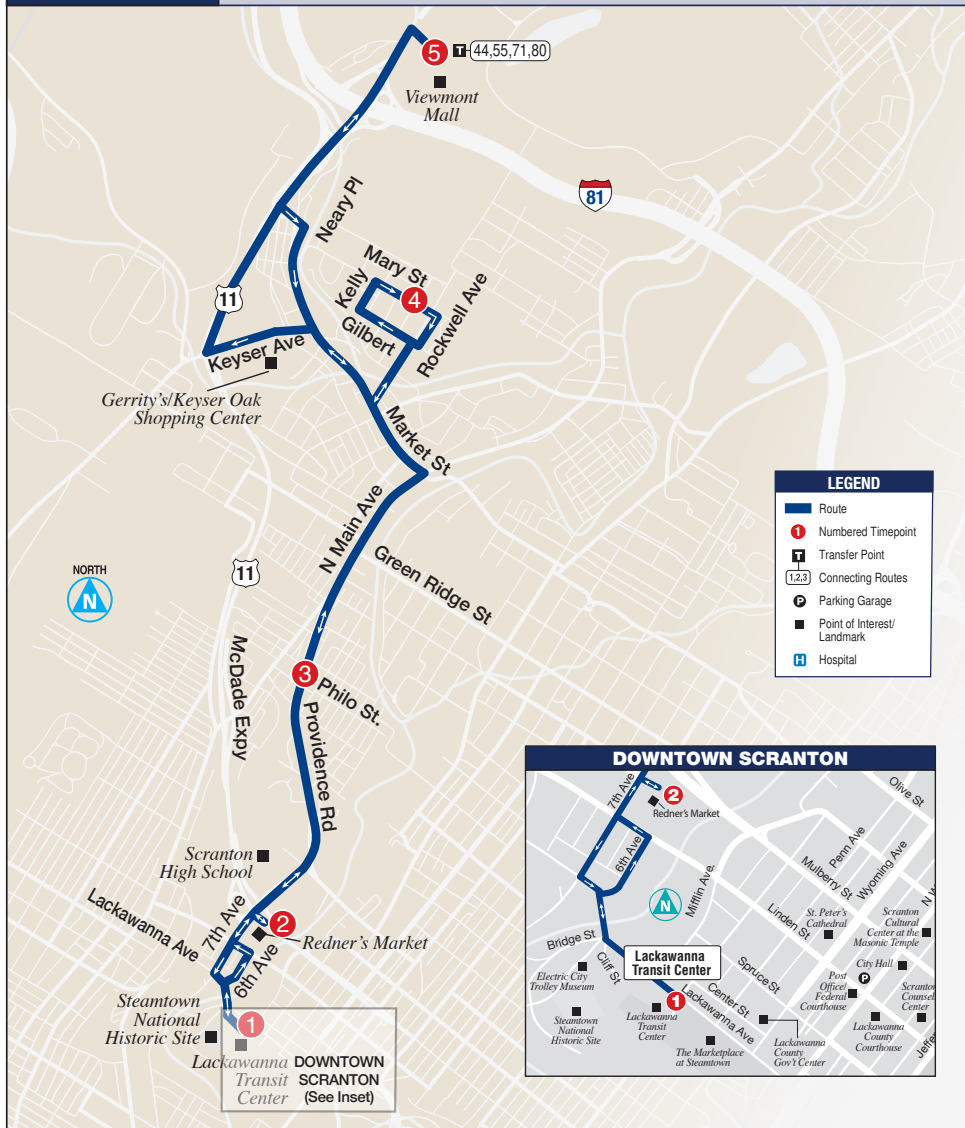 5
T
44,55,71,80
Viewmont
Mall
81
Neary Pl
Mary St
Kelly
4
Gilbert
Rockwell Ave
11
Keyser Ave
Gerrity's/Keyser Oak
Shopping Center
Market St
N Main Ave
Green Ridge St
11
NORTH
N
McDade Expy
3
Philo St.
Providence Rd
Scranton
High School
Lackawanna Ave
7th Ave
2
Redner's Market
6th Ave
Steamtown
National
Historic Site
1
Lackawanna
Transit
Center
DOWNTOWN
SCRANTON
(See Inset)
LEGEND
Route
1
Numbered Timepoint
T
Transfer Point
1,2,3
Connecting Routes
P
Parking Garage
Point of Interest/
Landmark
H
Hospital
DOWNTOWN SCRANTON
7th Ave
2
Redner's Market
Olive St
6th Ave
Penn Ave
Wyoming Ave
Mulberry St
N W
N
Mifflin Ave.
Linden St
St. Peter's
Cathedral
Scranton
Cultural
Center at the
Masonic Temple
Bridge St
Cliff St
Lackawanna
Transit Center
Electric City
Trolley Museum
Spruce St
City Hall
P
Post
Office/
Federal
Courthouse
Scranton
Counsel
Center
1
Center St
Lackawanna Ave
Steamtown
National
Historic Site
Lackawanna
Transit
Center
The Marketplace
at Steamtown
Lackawanna
County
Gov't Center
Lackawanna
County
Courthouse
Jeffe